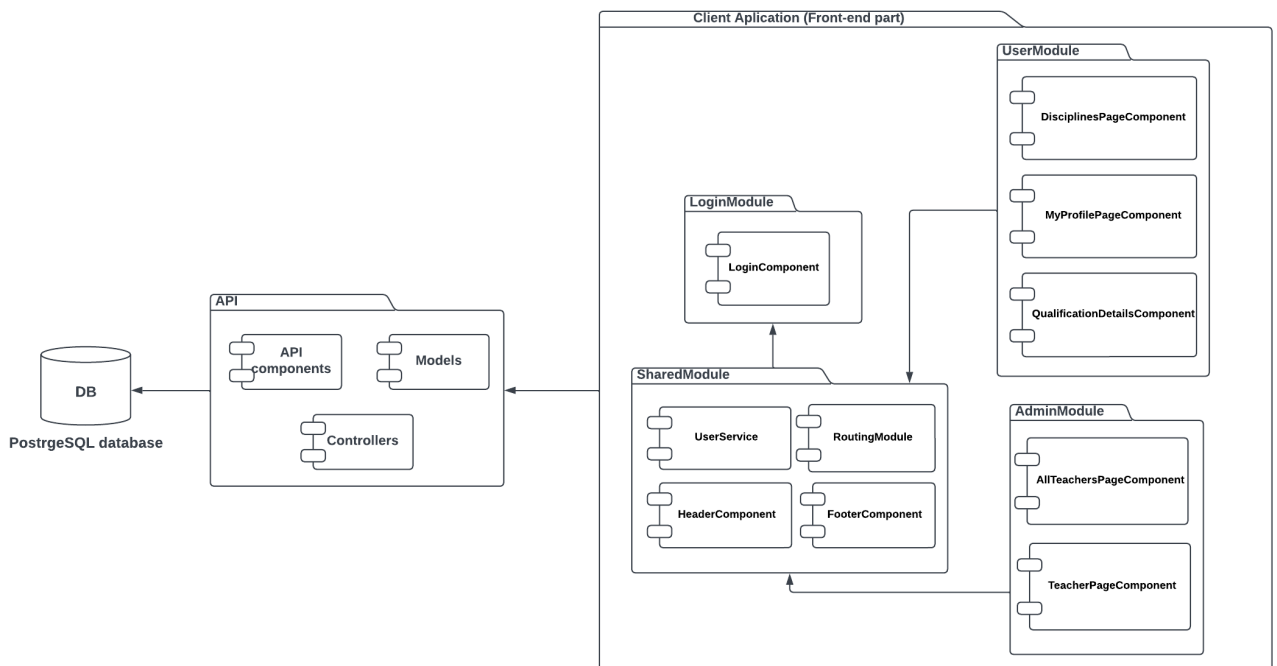 Client Aplication (Front-end part)
UserModule
DisciplinesPageComponent
MyProfilePageComponent
QualificationDetailsComponent
LoginModule
LoginComponent
API
API
components
Models
Controllers
DB
PostrgeSQL database
SharedModule
UserService
RoutingModule
HeaderComponent
FooterComponent
AdminModule
AllTeachersPageComponent
TeacherPageComponent